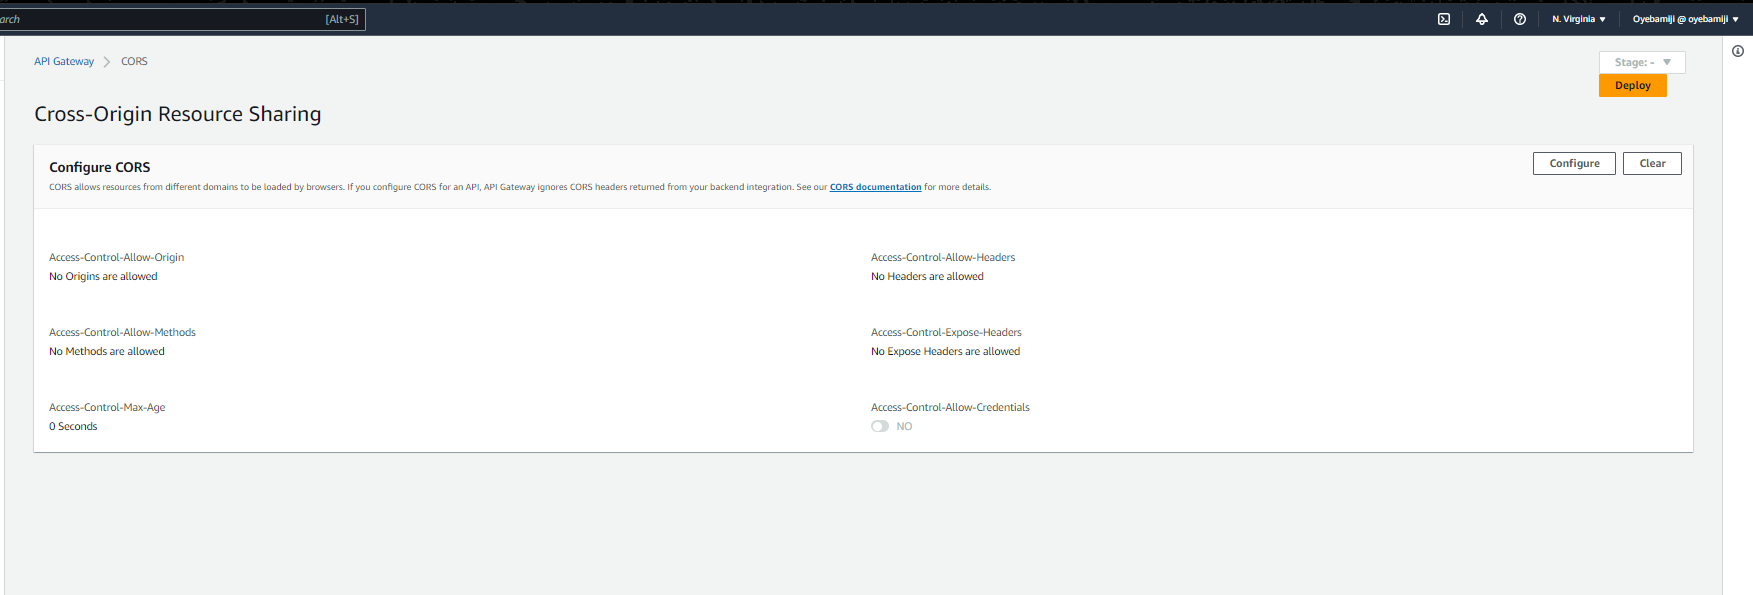 [Alt+S]
N. Virginia ▼
Oyebamiji @ oyebamiji ▼
API Gateway > CORS
Stage: - ▼
Deploy
Cross-Origin Resource Sharing
Configure CORS
Configure
Clear
CORS allows resources from different domains to be loaded by browsers. If you configure CORS for an API, API Gateway ignores CORS headers returned from your backend integration. See our CORS documentation for more details.
Access-Control-Allow-Origin
No Origins are allowed
Access-Control-Allow-Headers
No Headers are allowed
Access-Control-Allow-Methods
No Methods are allowed
Access-Control-Expose-Headers
No Expose Headers are allowed
Access-Control-Max-Age
0 Seconds
Access-Control-Allow-Credentials
NO